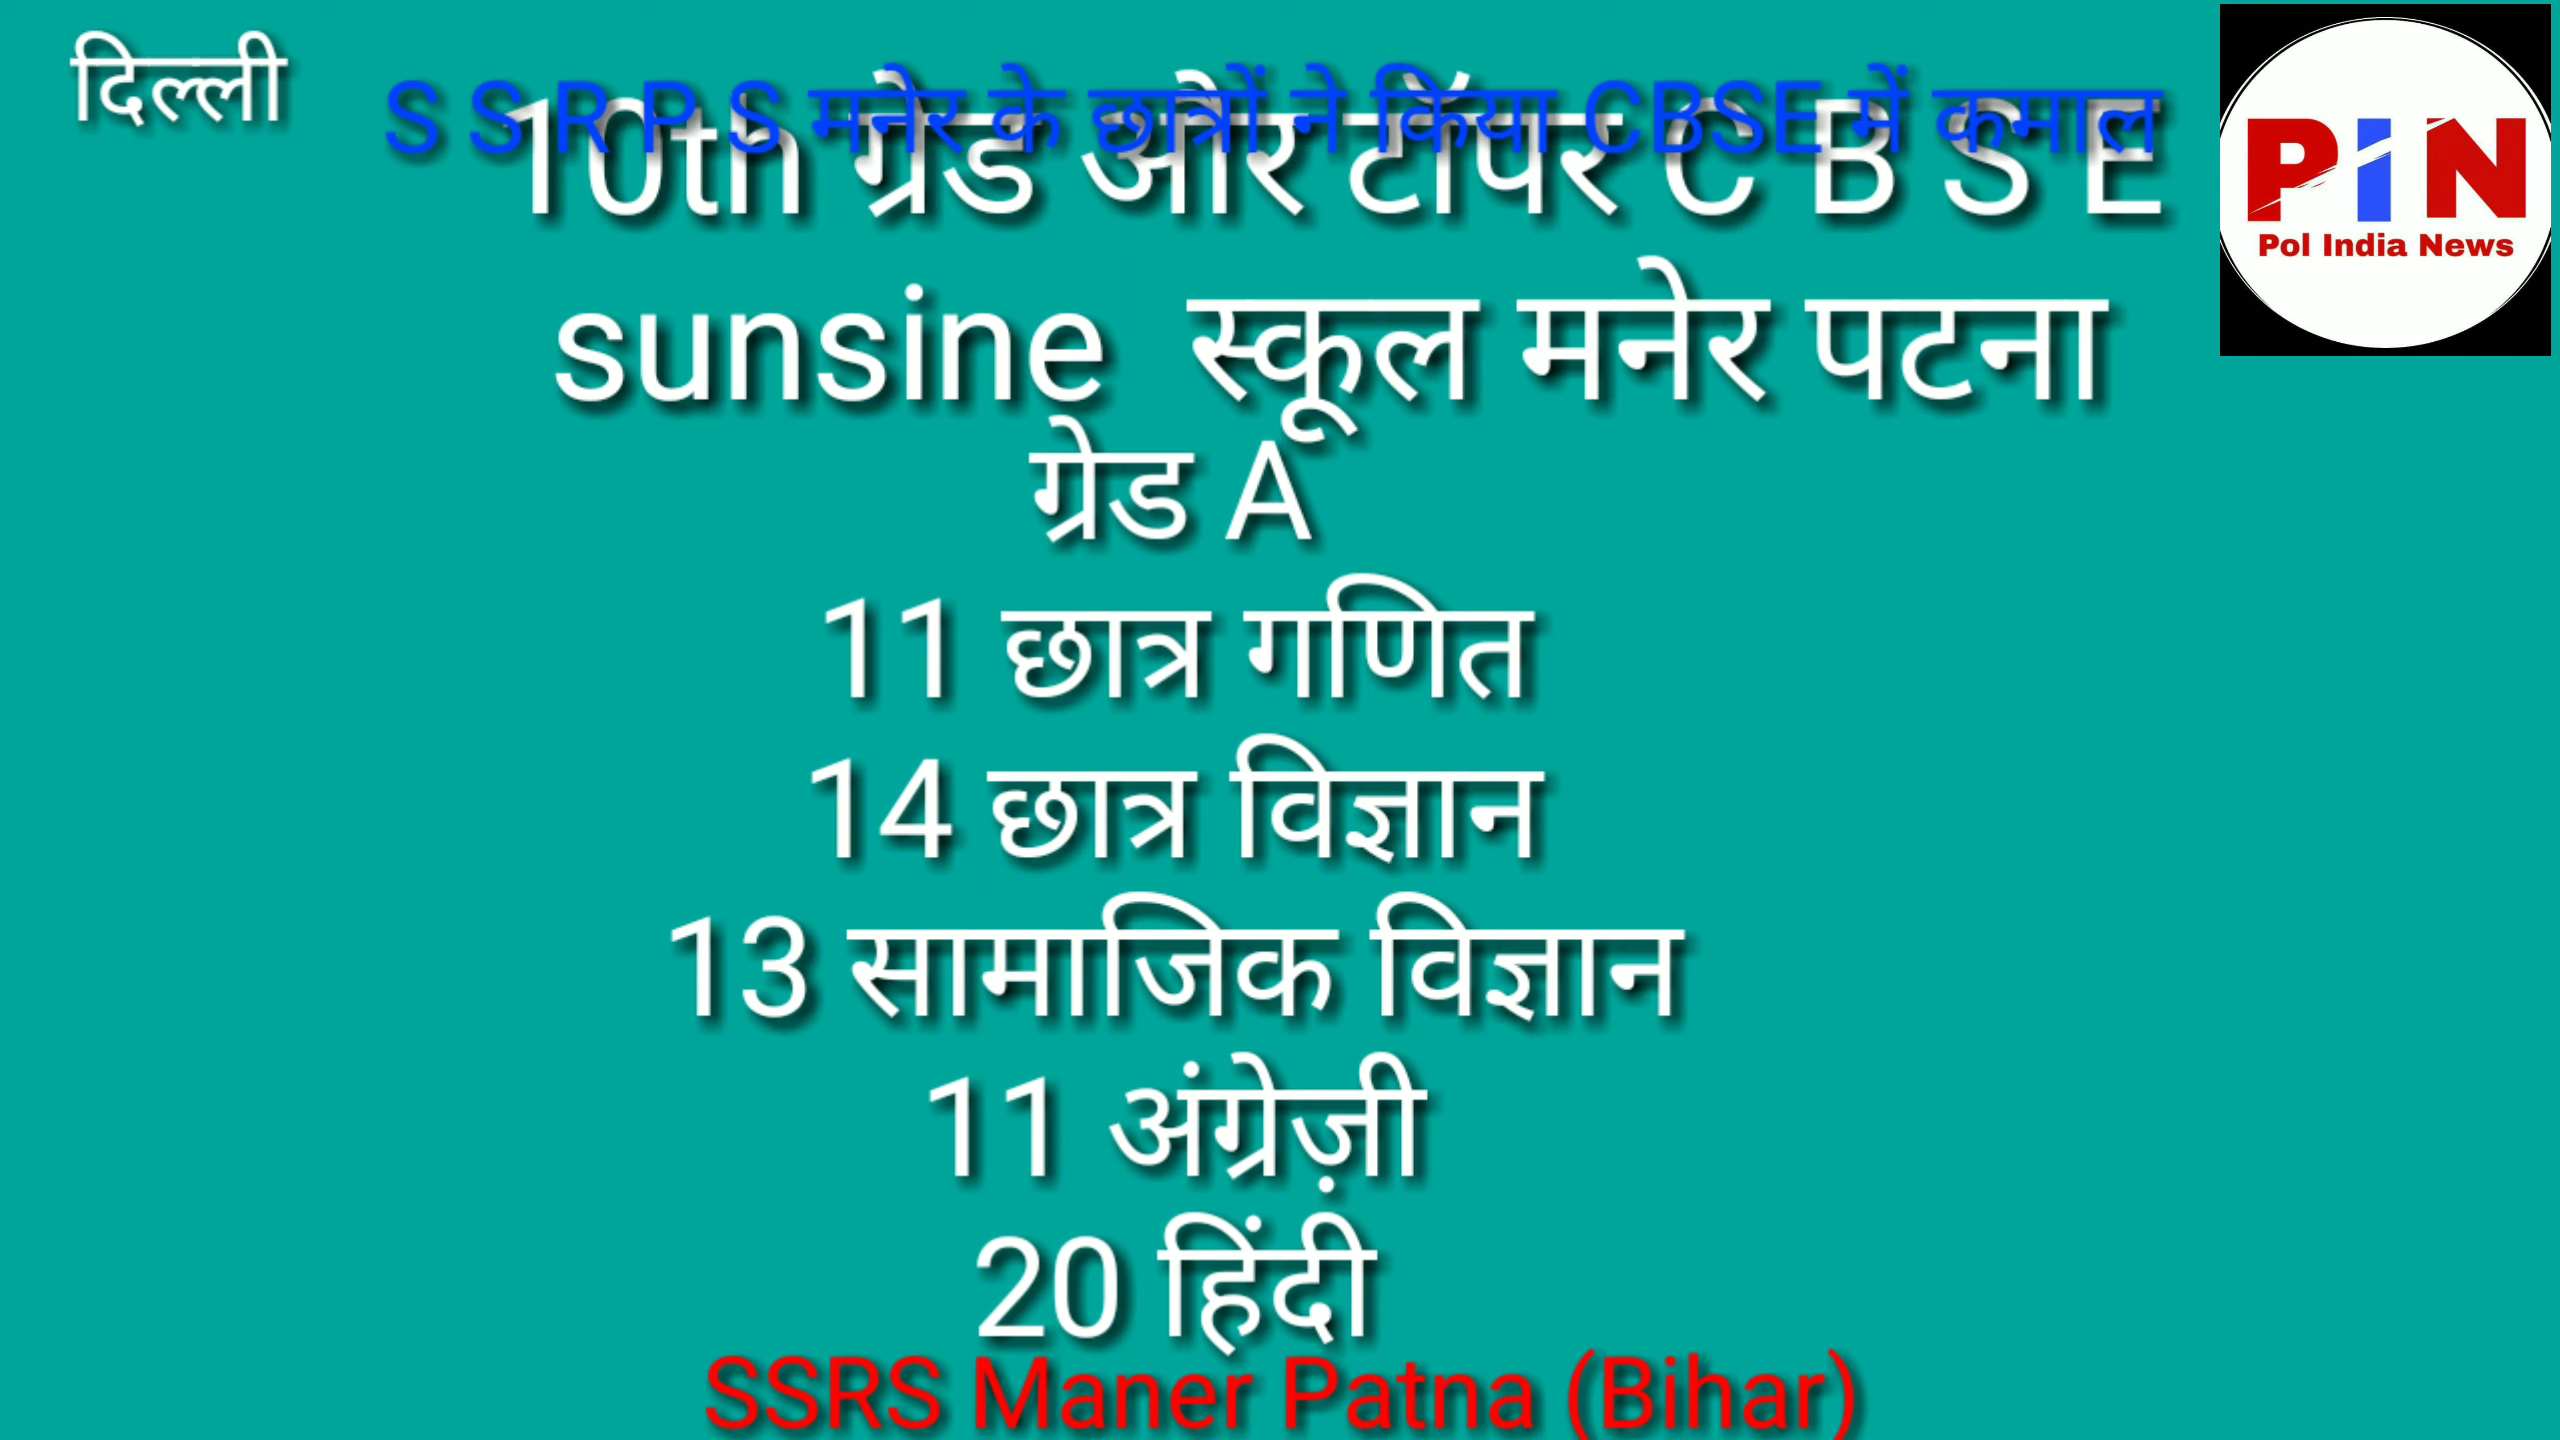 दिल्ली
S S R P S मनेर के छात्रों ने किया CBSE में कमाल
10th ग्रेड और टॉपर C B S E
sunsine स्कूल मनेर पटना
ग्रेड A
11 छात्र गणित
14 छात्र विज्ञान
13 सामाजिक विज्ञान
11 अंग्रेज़ी
20 हिंदी
SSRS Maner Patna (Bihar)
PiN
Pol India News